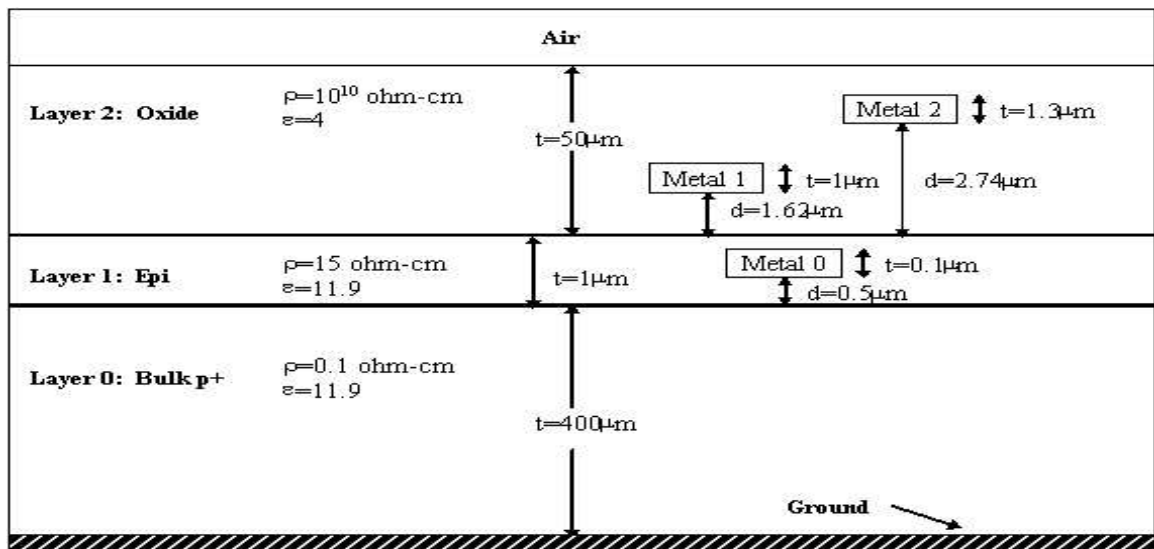 Air
Layer 2: Oxide
ρ=10¹⁰ ohm-cm
ε=4
t=50μm
Metal 2
t=1.3μm
Metal 1
t=1μm
d=2.74μm
d=1.62μm
Layer 1: Epi
ρ=15 ohm-cm
ε=11.9
t=1μm
Metal 0
t=0.1μm
d=0.5μm
Layer 0: Bulk p+
ρ=0.1 ohm-cm
ε=11.9
t=400μm
Ground